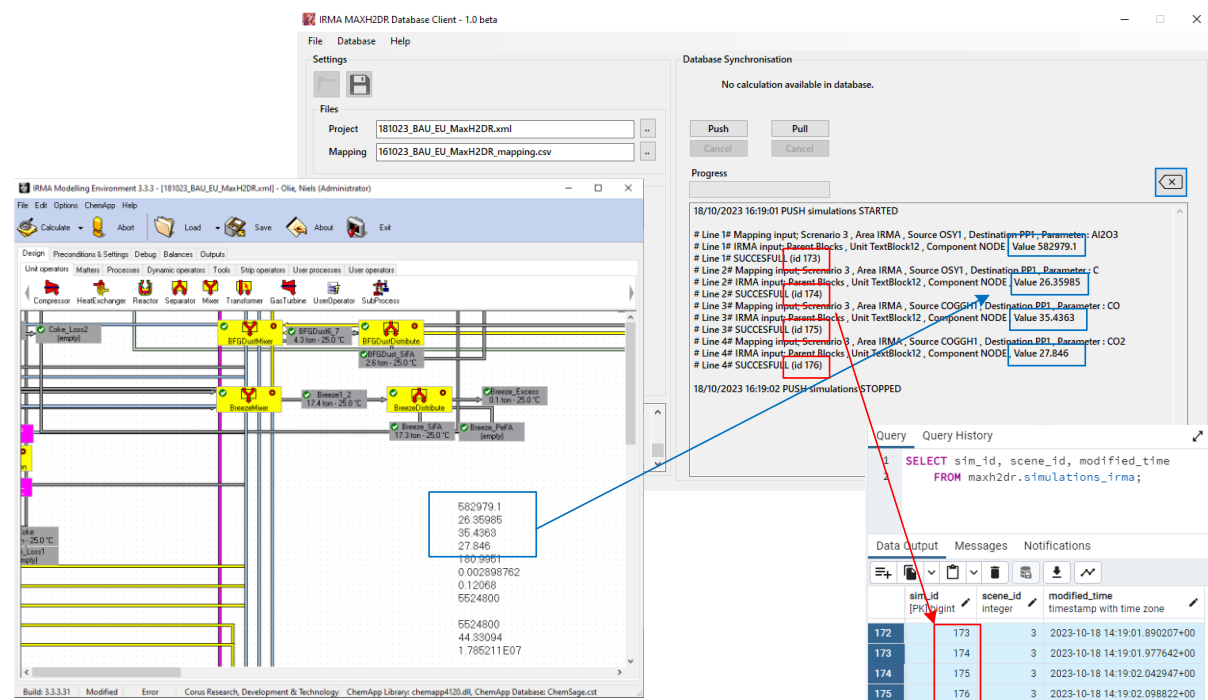 IRMA MAXH2DR Database Client - 1.0 beta
File Database Help
Settings
Files
Project 181023_BAU_EU_MaxH2DR.xml ..
Mapping 161023_BAU_EU_MaxH2DR_mapping.csv ..
Database Synchronisation
No calculation available in database.
Push Pull
Cancel Cancel
Progress
18/10/2023 16:19:01 PUSH simulations STARTED
# Line 1# Mapping input; Screnario 3 , Area IRMA , Source OSY1 , Destination PP1 , Parameter : Al2O3
# Line 1# IRMA input; Parent Blocks , Unit TextBlock12 , Component NODE , Value 582979.1
# Line 1# SUCCESFULL (id 173)
# Line 2# Mapping input; Screnario 3 , Area IRMA , Source OSY1 , Destination PP1 , Parameter : C
# Line 2# IRMA input; Parent Blocks , Unit TextBlock12 , Component NODE , Value 26.35985
# Line 2# SUCCESFULL (id 174)
# Line 3# Mapping input; Screnario 3 , Area IRMA , Source COGGH1 , Destination PP1 , Parameter : CO
# Line 3# IRMA input; Parent Blocks , Unit TextBlock12 , Component NODE , Value 35.4363
# Line 3# SUCCESFULL (id 175)
# Line 4# Mapping input; Screnario 3 , Area IRMA , Source COGGH1 , Destination PP1 , Parameter : CO2
# Line 4# IRMA input; Parent Blocks , Unit TextBlock12 , Component NODE , Value 27.846
# Line 4# SUCCESFULL (id 176)
18/10/2023 16:19:02 PUSH simulations STOPPED
IRMA Modelling Environment 3.3.3 - [181023_BAU_EU_MaxH2DR.xml] - Olie, Niels (Administrator)
File Edit Options ChemApp Help
Calculate Abort Load Save About Exit
Design Preconditions & Settings Debug Balances Outputs
Unit operators Matters Processes Dynamic operators Tools Strip operators User processes User operators
Compressor HeatExchanger Reactor Separator Mixer Transformer GasTurbine UserOperator SubProcess
Coke_Loss2
(empty)
BFGDustMixer
BFGDust6_7
4.3 ton - 25.0 °C
BFGDustDistribute
BFGDust_SiFA
2.6 ton - 25.0 °C
BreezeMixer
Breeze1_2
17.4 ton - 25.0 °C
BreezeDistribute
Breeze_Excess
0.1 ton - 25.0 °C
Breeze_SiFA
17.3 ton - 25.0 °C
Breeze_PeFA
(empty)
oke
n - 25.0 °C
_Loss1
mpty)
582979.1
26.35985
35.4363
27.846
180.9951
0.002898762
0.12068
5524800
5524800
44.33094
1.785211E07
Build: 3.3.3.31 Modified Error Corus Research, Development & Technology ChemApp Library: chemapp4120.dll, ChemApp Database: ChemSage.cst
Query Query History
1 SELECT sim_id, scene_id, modified_time
2 FROM maxh2dr.simulations_irma;
Data Output Messages Notifications
sim_id scene_id modified_time
[PK] bigint integer timestamp with time zone
172 173 3 2023-10-18 14:19:01.890207+00
173 174 3 2023-10-18 14:19:01.977642+00
174 175 3 2023-10-18 14:19:02.042947+00
175 176 3 2023-10-18 14:19:02.098822+00